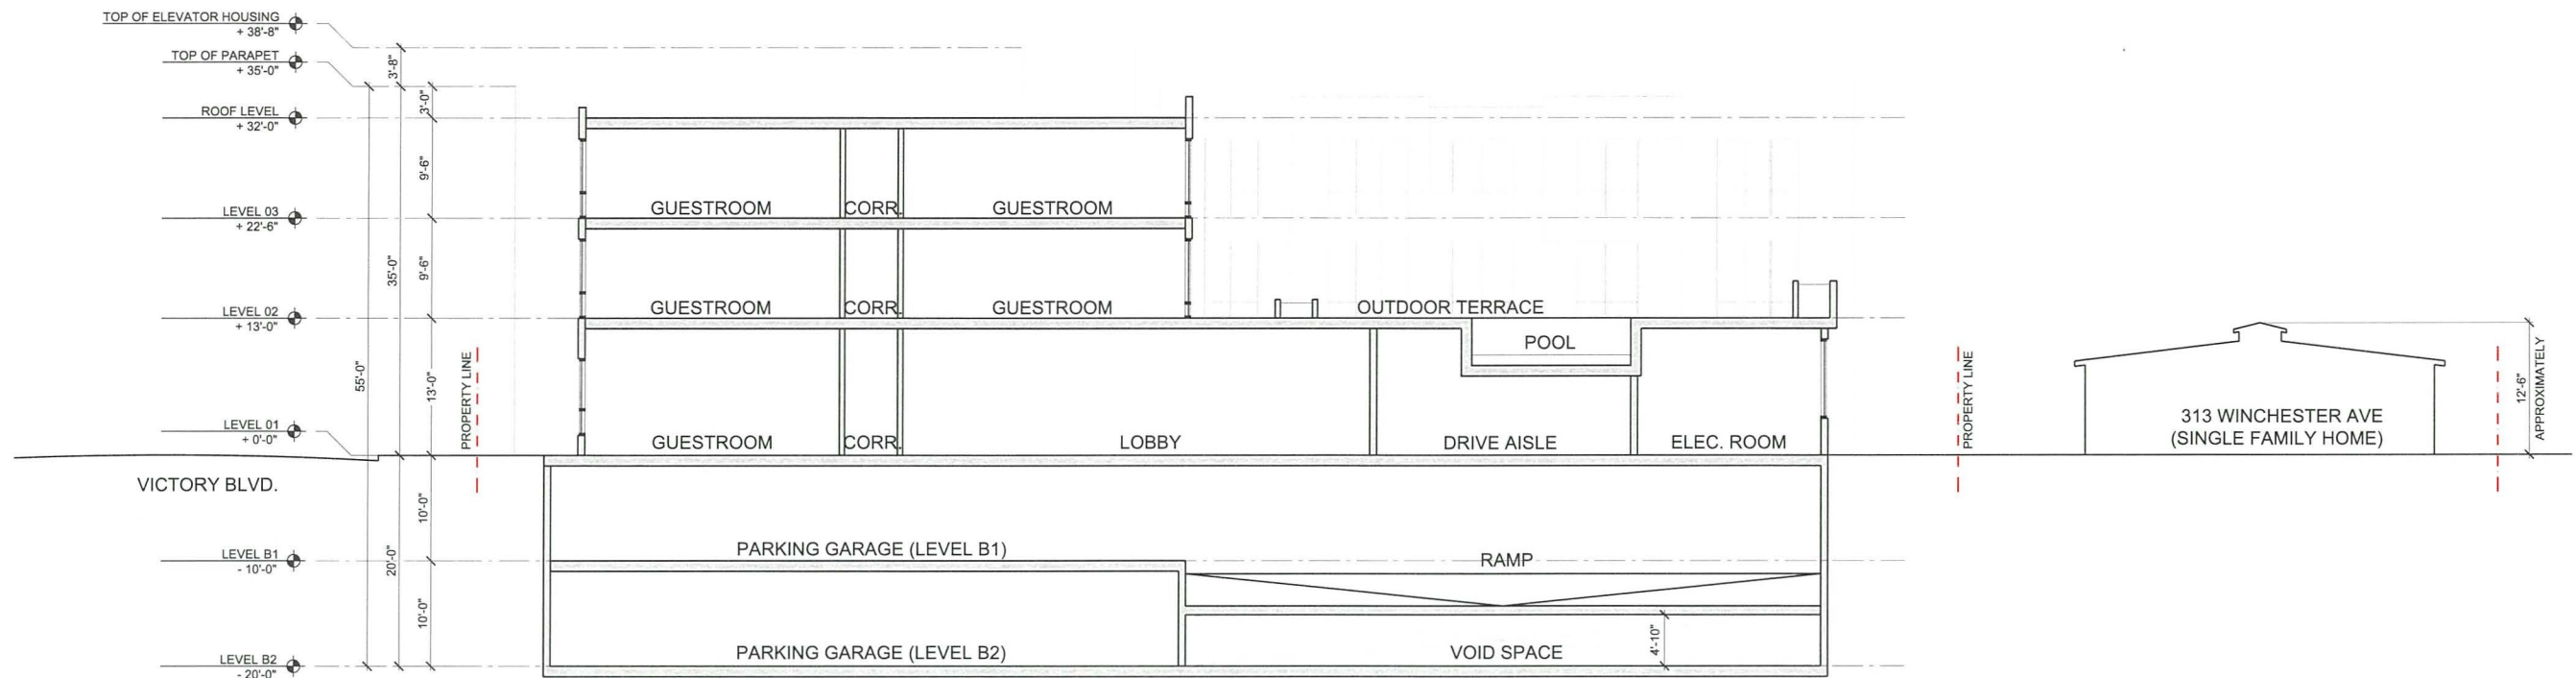 TOP OF ELEVATOR HOUSING
+ 38'-8"
TOP OF PARAPET
+ 35'-0"
ROOF LEVEL
+ 32'-0"
LEVEL 03
+ 22'-6"
LEVEL 02
+ 13'-0"
LEVEL 01
+ 0'-0"
VICTORY BLVD.
LEVEL B1
- 10'-0"
LEVEL B2
- 20'-0"
55'-0"
3'-8"
35'-0"
20'-0"
3'-0"
9'-6"
9'-6"
13'-0"
10'-0"
10'-0"
PROPERTY LINE
GUESTROOM CORR. GUESTROOM
GUESTROOM CORR. GUESTROOM OUTDOOR TERRACE
POOL
GUESTROOM CORR. LOBBY DRIVE AISLE ELEC. ROOM
PARKING GARAGE (LEVEL B1) RAMP
PARKING GARAGE (LEVEL B2) VOID SPACE
4'-10"
PROPERTY LINE
313 WINCHESTER AVE
(SINGLE FAMILY HOME)
12'-6"
APPROXIMATELY